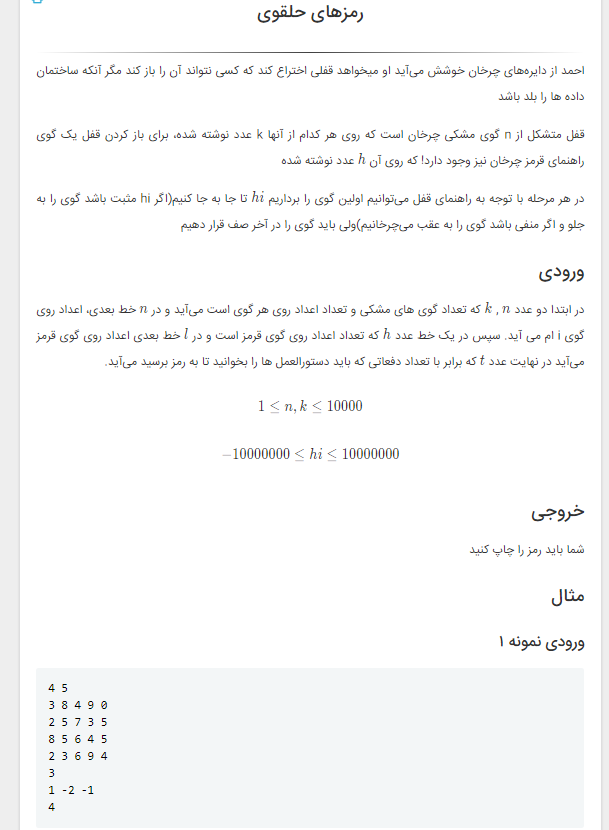 رمزهای حلقوی
احمد از دایره‌های چرخان خوشش می‌آید او میخواهد قفلی اختراع کند که کسی نتواند آن را باز کند مگر آنکه ساختمان
داده ها را بلد باشد
قفل متشکل از n گوی مشکی چرخان است که روی هر کدام از آنها k عدد نوشته شده، برای باز کردن قفل یک گوی
راهنمای قرمز چرخان نیز وجود دارد! که روی آن h عدد نوشته شده
در هر مرحله با توجه به راهنمای قفل می‌توانیم اولین گوی را برداریم hi تا جا به جا کنیم(اگر hi مثبت باشد گوی را به
جلو و اگر منفی باشد گوی را به عقب می‌چرخانیم)ولی باید گوی را در آخر صف قرار دهیم
ورودی
در ابتدا دو عدد n , k که تعداد گوی های مشکی و تعداد اعداد روی هر گوی است می‌آید و در n خط بعدی، اعداد روی
گوی i ام می آید. سپس در یک خط عدد h که تعداد اعداد روی گوی قرمز است و در l خط بعدی اعداد روی گوی قرمز
می‌آید در نهایت عدد t که برابر با تعداد دفعاتی که باید دستورالعمل ها را بخوانید تا به رمز برسید می‌آید.
1 ≤ n, k ≤ 10000
−10000000 ≤ hi ≤ 10000000
خروجی
شما باید رمز را چاپ کنید
مثال
ورودی نمونه ۱
4 5
3 8 4 9 0
2 5 7 3 5
8 5 6 4 5
2 3 6 9 4
3
1 -2 -1
4